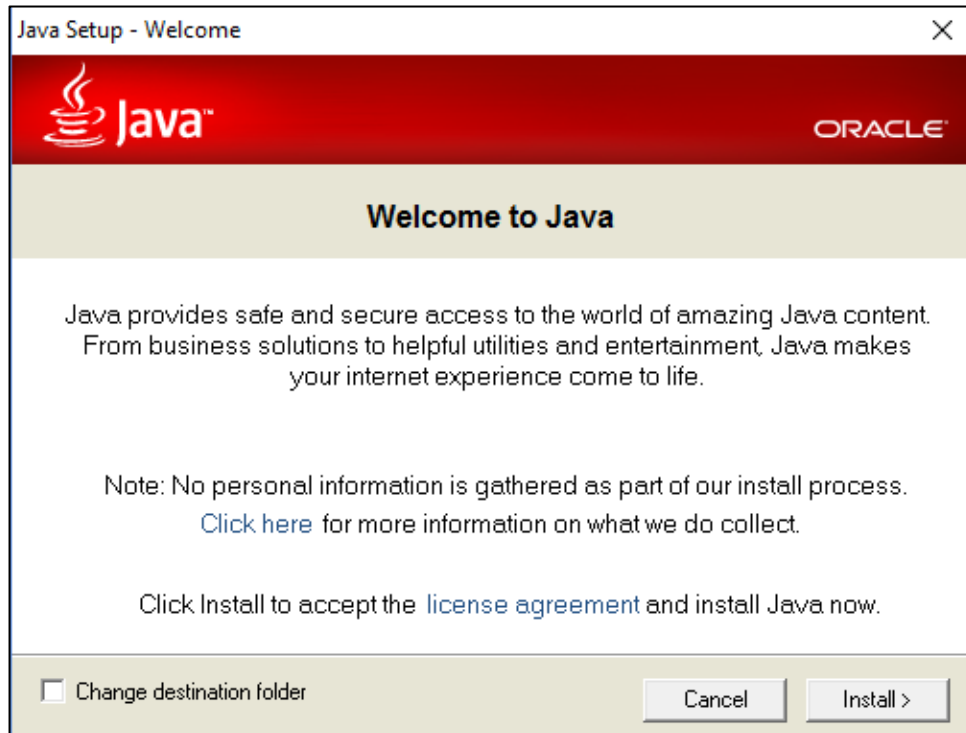 Java Setup - Welcome
Java™
ORACLE®
Welcome to Java
Java provides safe and secure access to the world of amazing Java content.
From business solutions to helpful utilities and entertainment, Java makes
your internet experience come to life.
Note: No personal information is gathered as part of our install process.
Click here for more information on what we do collect.
Click Install to accept the license agreement and install Java now.
Change destination folder
Cancel
Install >